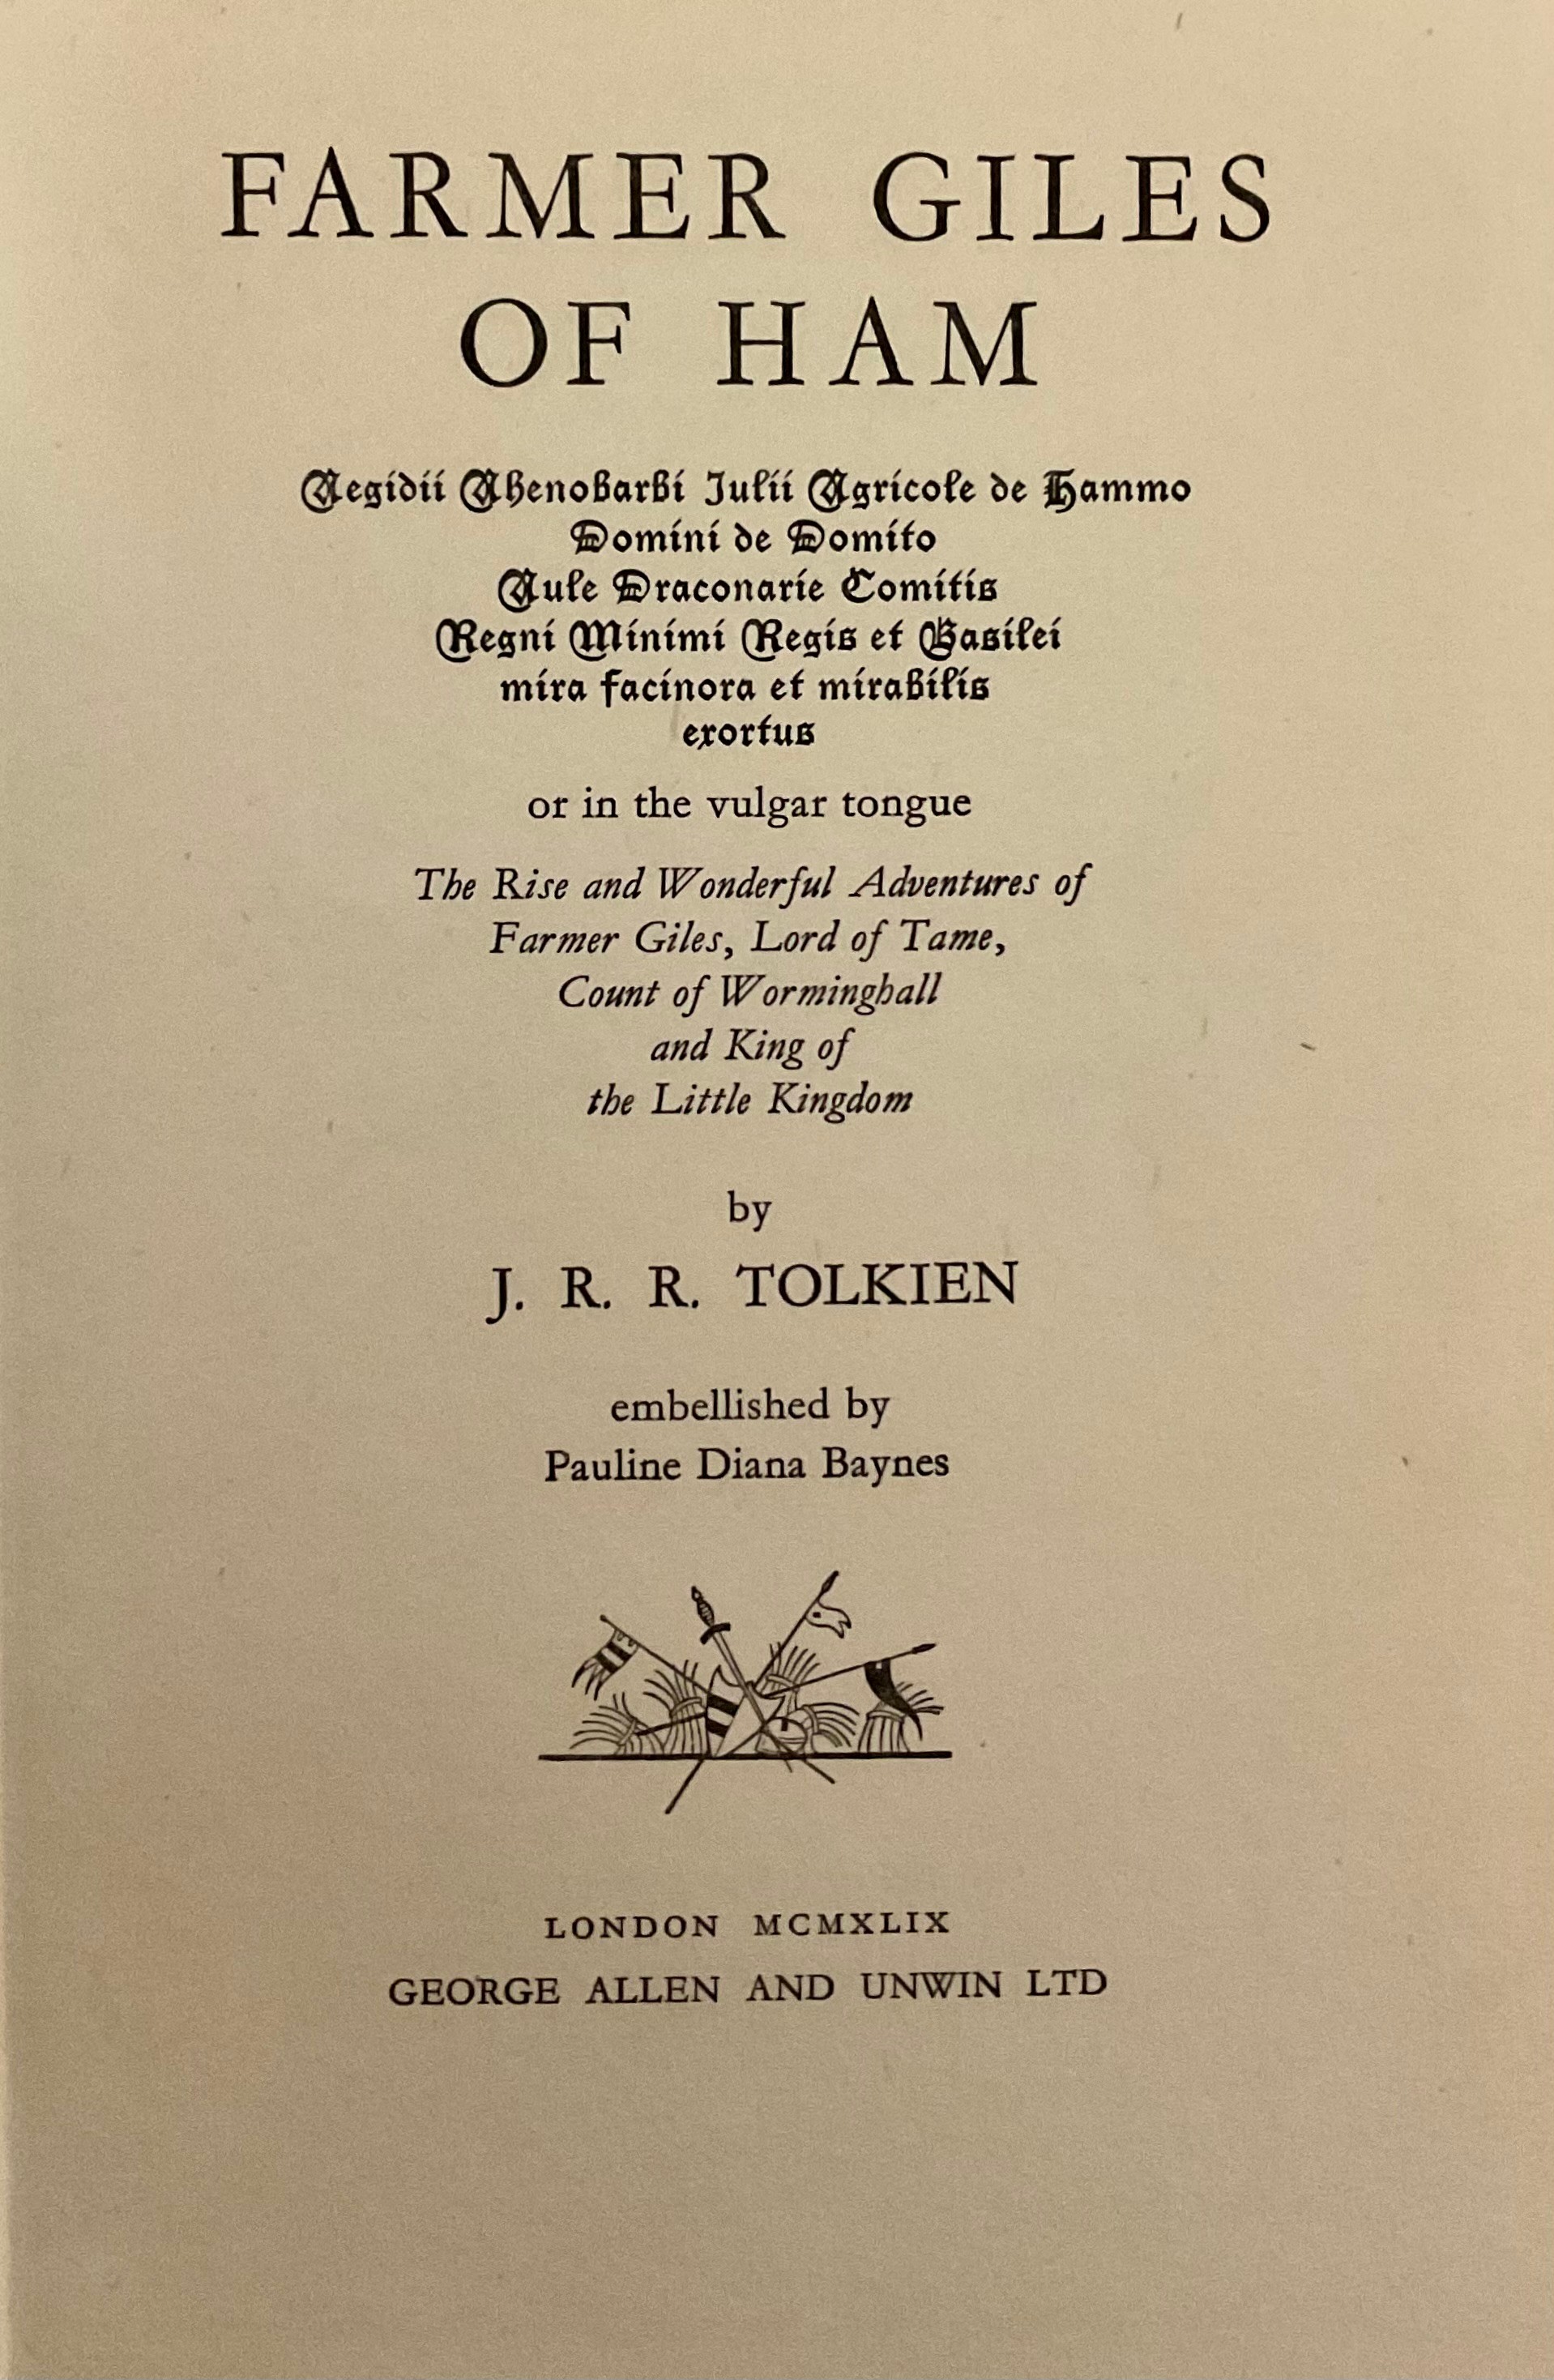 FARMER GILES
OF HAM
Aegidii Ahenobarbi Julii Agricole de Hammo
Domini de Domito
Aule Draconarie Comitis
Regni Minimi Regis et Basilei
mira facinora et mirabilis
exortus
or in the vulgar tongue
The Rise and Wonderful Adventures of
Farmer Giles, Lord of Tame,
Count of Worminghall
and King of
the Little Kingdom
by
J. R. R. TOLKIEN
embellished by
Pauline Diana Baynes
LONDON MCMXLIX
GEORGE ALLEN AND UNWIN LTD